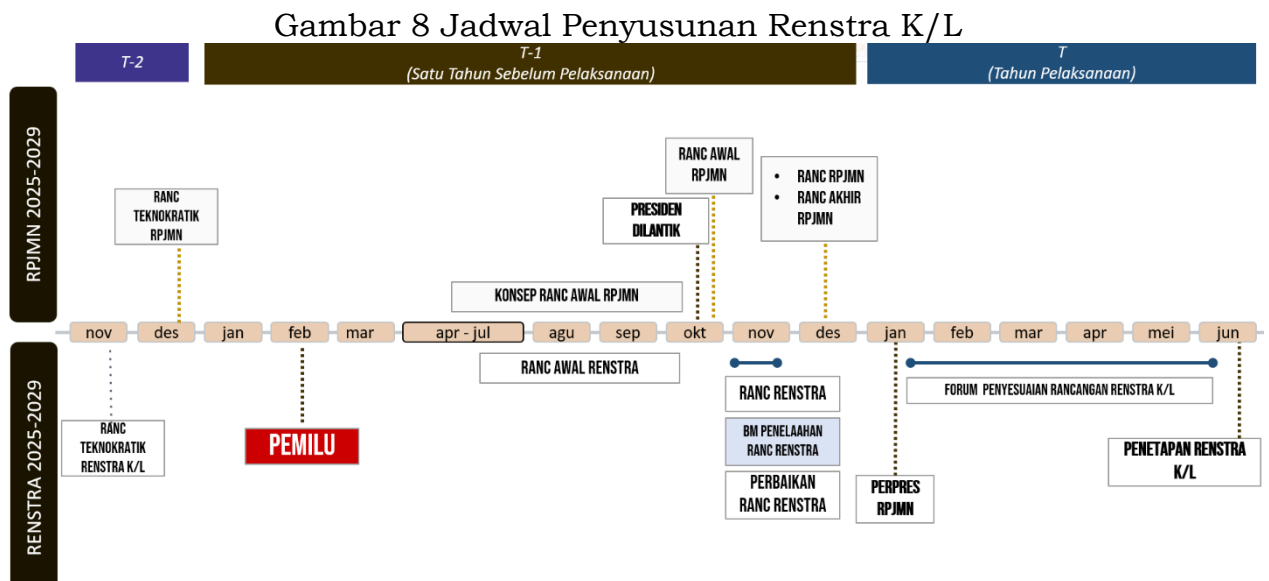 Gambar 8 Jadwal Penyusunan Renstra K/L
T-2
T-1
(Satu Tahun Sebelum Pelaksanaan)
T
(Tahun Pelaksanaan)
RPJMN 2025-2029
RANC
TEKNOKRATIK
RPJMN
KONSEP RANC AWAL RPJMN
PRESIDEN
DILANTIK
RANC AWAL
RPJMN
• RANC RPJMN
• RANC AKHIR
RPJMN
nov des jan feb mar apr - jul agu sep okt nov des jan feb mar apr mei jun
RENSTRA 2025-2029
RANC
TEKNOKRATIK
RENSTRA K/L
PEMILU
RANC AWAL RENSTRA
RANC RENSTRA
BM PENELAAHAN
RANC RENSTRA
PERBAIKAN
RANC RENSTRA
PERPRES
RPJMN
FORUM PENYESUAIAN RANCANGAN RENSTRA K/L
PENETAPAN RENSTRA
K/L